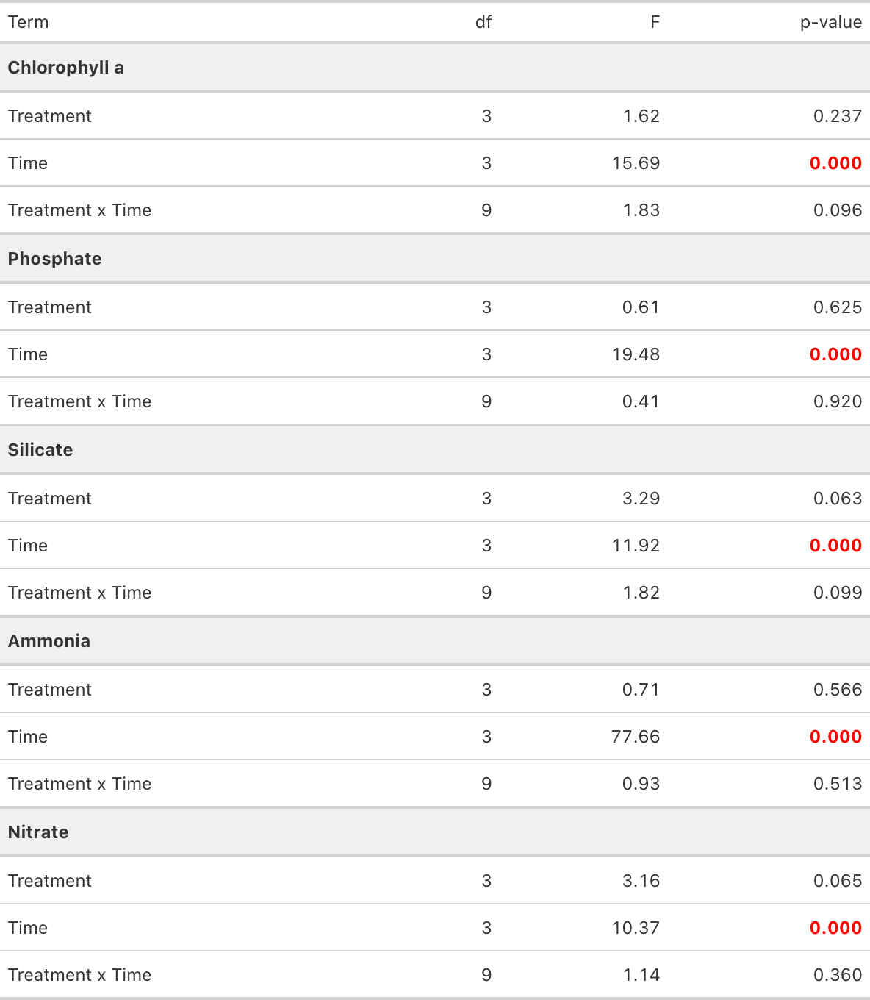 Term df F p-value
Chlorophyll a
Treatment 3 1.62 0.237
Time 3 15.69 0.000
Treatment x Time 9 1.83 0.096
Phosphate
Treatment 3 0.61 0.625
Time 3 19.48 0.000
Treatment x Time 9 0.41 0.920
Silicate
Treatment 3 3.29 0.063
Time 3 11.92 0.000
Treatment x Time 9 1.82 0.099
Ammonia
Treatment 3 0.71 0.566
Time 3 77.66 0.000
Treatment x Time 9 0.93 0.513
Nitrate
Treatment 3 3.16 0.065
Time 3 10.37 0.000
Treatment x Time 9 1.14 0.360